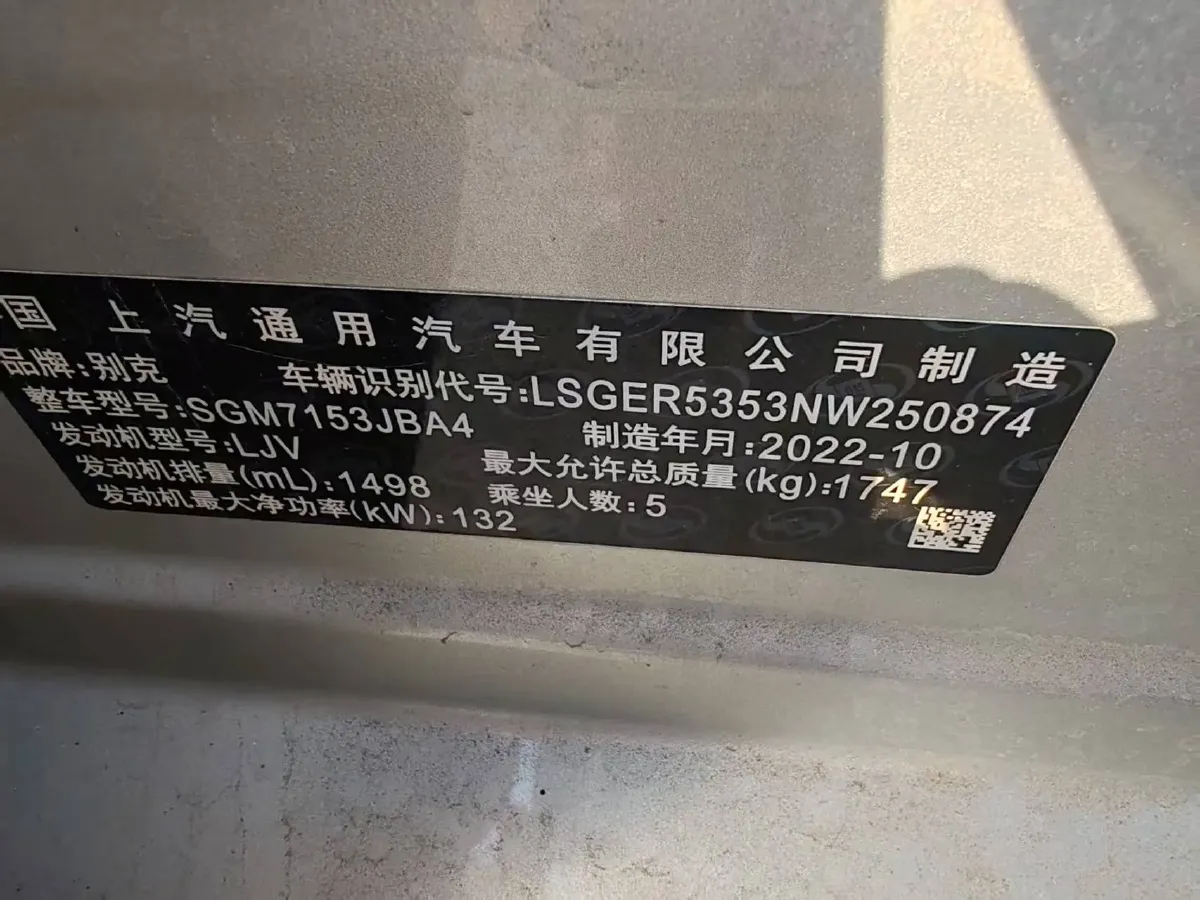 国 上汽通用汽车有限公司制造
品牌:别克 车辆识别代号:LSGER5353NW250874
整车型号:SGM7153JBA4 制造年月:2022-10
发动机型号:LJV 最大允许总质量(kg):1747
发动机排量(mL):1498 乘坐人数:5
发动机最大净功率(kW):132